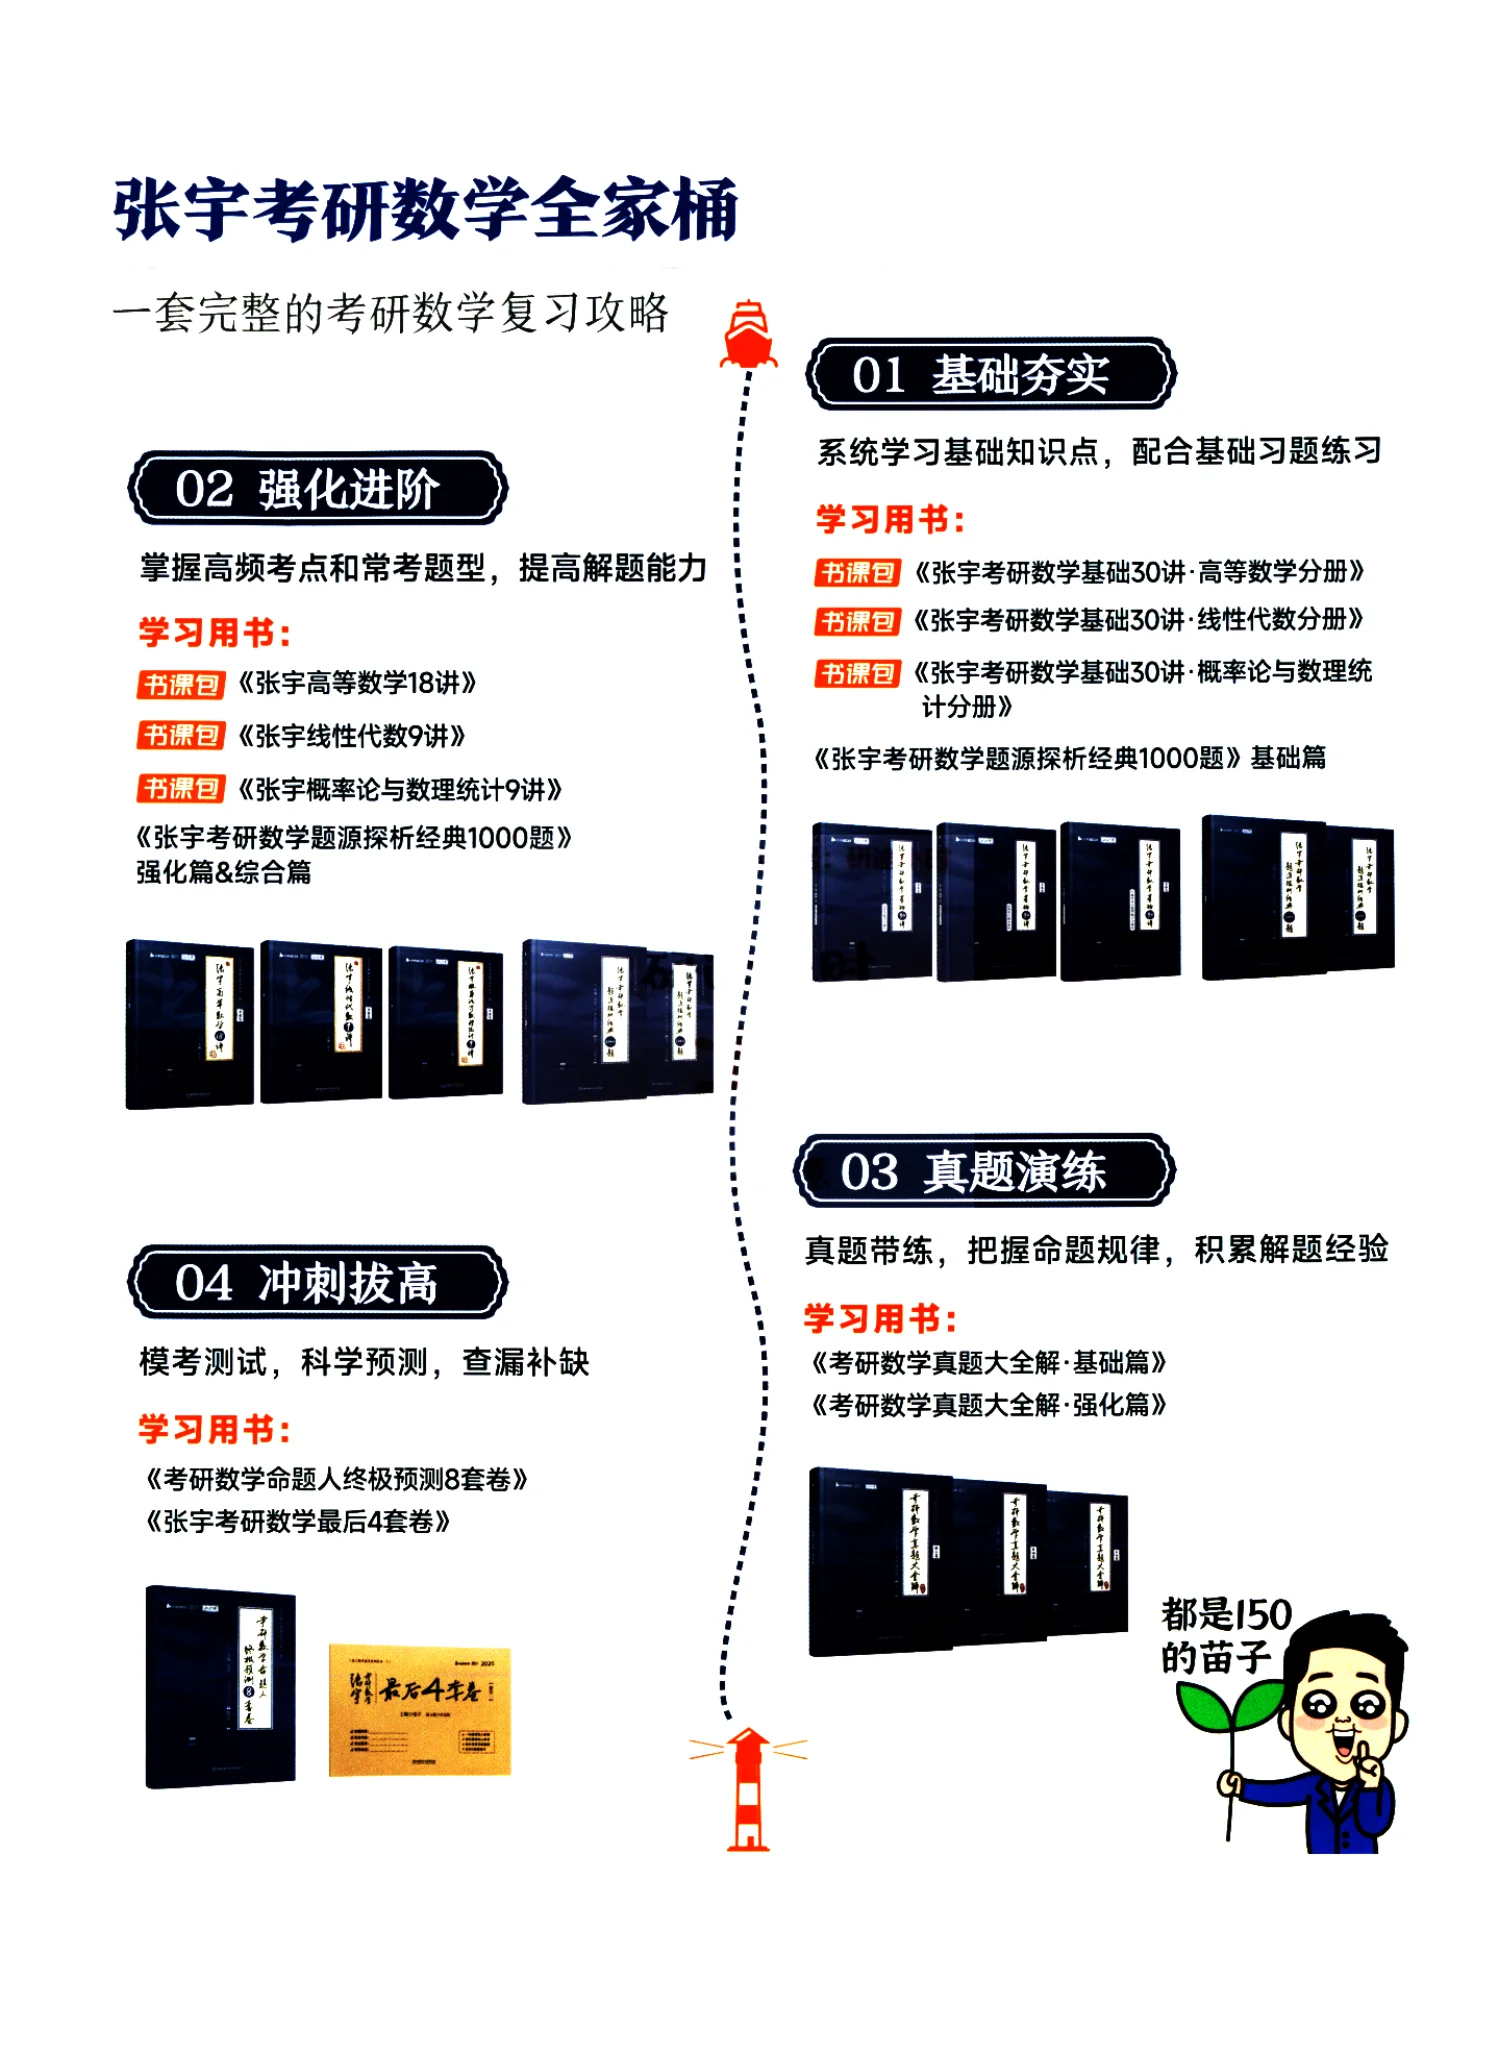 张宇考研数学全家桶
一套完整的考研数学复习攻略
01 基础夯实
系统学习基础知识点，配合基础习题练习
学习用书：
书课包 《张宇考研数学基础30讲·高等数学分册》
书课包 《张宇考研数学基础30讲·线性代数分册》
书课包 《张宇考研数学基础30讲·概率论与数理统
计分册》
《张宇考研数学题源探析经典1000题》基础篇
02 强化进阶
掌握高频考点和常考题型，提高解题能力
学习用书：
书课包 《张宇高等数学18讲》
书课包 《张宇线性代数9讲》
书课包 《张宇概率论与数理统计9讲》
《张宇考研数学题源探析经典1000题》
强化篇&综合篇
03 真题演练
真题带练，把握命题规律，积累解题经验
学习用书：
《考研数学真题大全解·基础篇》
《考研数学真题大全解·强化篇》
04 冲刺拔高
模考测试，科学预测，查漏补缺
学习用书：
《考研数学命题人终极预测8套卷》
《张宇考研数学最后4套卷》
最后4套卷
都是150
的苗子